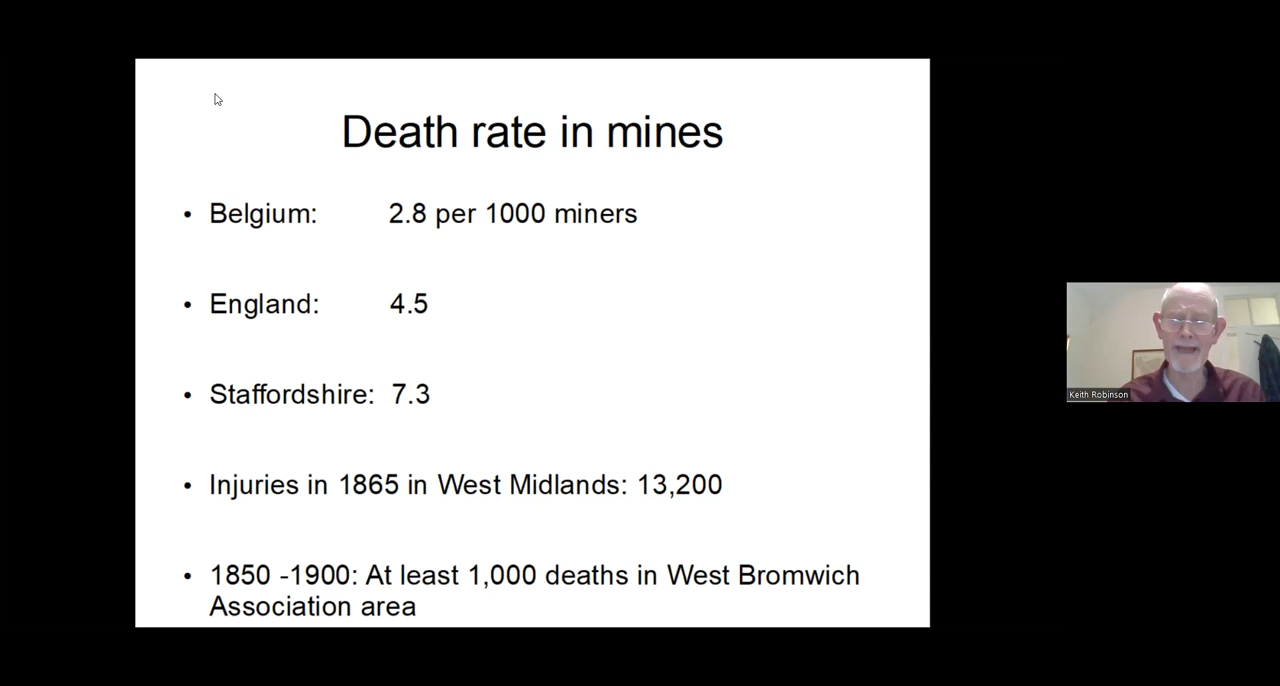 Death rate in mines
• Belgium: 2.8 per 1000 miners
• England: 4.5
• Staffordshire: 7.3
• Injuries in 1865 in West Midlands: 13,200
• 1850 -1900: At least 1,000 deaths in West Bromwich
Association area
Keith Robinson